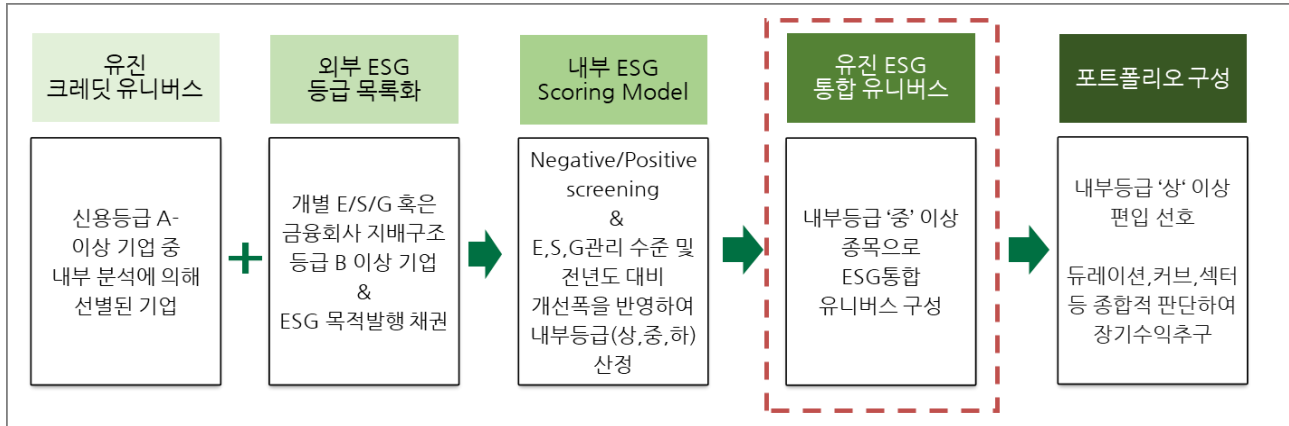 유진
크레딧 유니버스
신용등급 A-
이상 기업 중
내부 분석에 의해
선별된 기업
+
외부 ESG
등급 목록화
개별 E/S/G 혹은
금융회사 지배구조
등급 B 이상 기업
&
ESG 목적발행 채권
내부 ESG
Scoring Model
Negative/Positive
screening
&
E,S,G관리 수준 및
전년도 대비
개선폭을 반영하여
내부등급(상,중,하)
산정
유진 ESG
통합 유니버스
내부등급 ‘중’ 이상
종목으로
ESG통합
유니버스 구성
포트폴리오 구성
내부등급 ‘상‘ 이상
편입 선호
듀레이션,커브,섹터
등 종합적 판단하여
장기수익추구